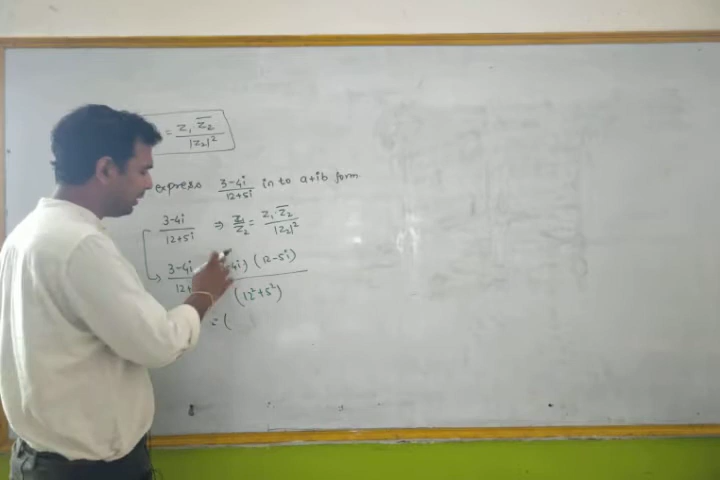 = z₁ z̅₂ / |z₂|²
express 3-4i / 12+5i in to a+ib form
3-4i / 12+5i ⇒ z₁/z₂ = z₁·z̅₂ / |z₂|²
3-4i / 12 4i) (12-5i) / (12²+5²)
= (